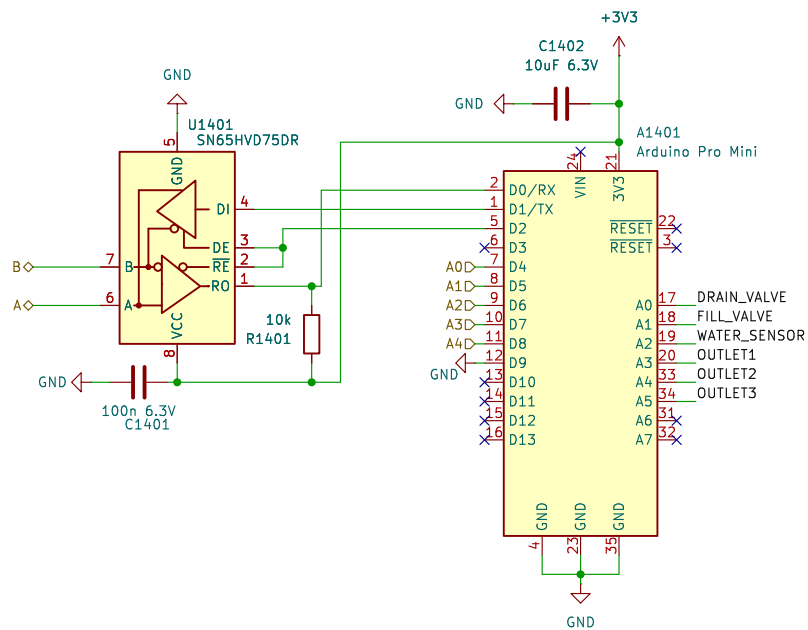 +3V3
C1402
10uF 6.3V
GND
GND
U1401
SN65HVD75DR
A1401
Arduino Pro Mini
5
GND
24
VIN
21
3V3
2
D0/RX
4
DI
1
D1/TX
5
D2
RESET
22
3
DE
6
D3
RESET
3
B
7
B
2
RE
A0
7
D4
1
RO
A1
8
D5
A
6
A
A2
9
D6
A0
17
DRAIN_VALVE
10k
R1401
A3
10
D7
A1
18
FILL_VALVE
VCC
8
A4
11
D8
A2
19
WATER_SENSOR
GND
12
D9
A3
20
OUTLET1
GND
13
D10
A4
33
OUTLET2
100n 6.3V
C1401
14
D11
A5
34
OUTLET3
15
D12
A6
31
16
D13
A7
32
GND
GND
GND
4
23
35
GND